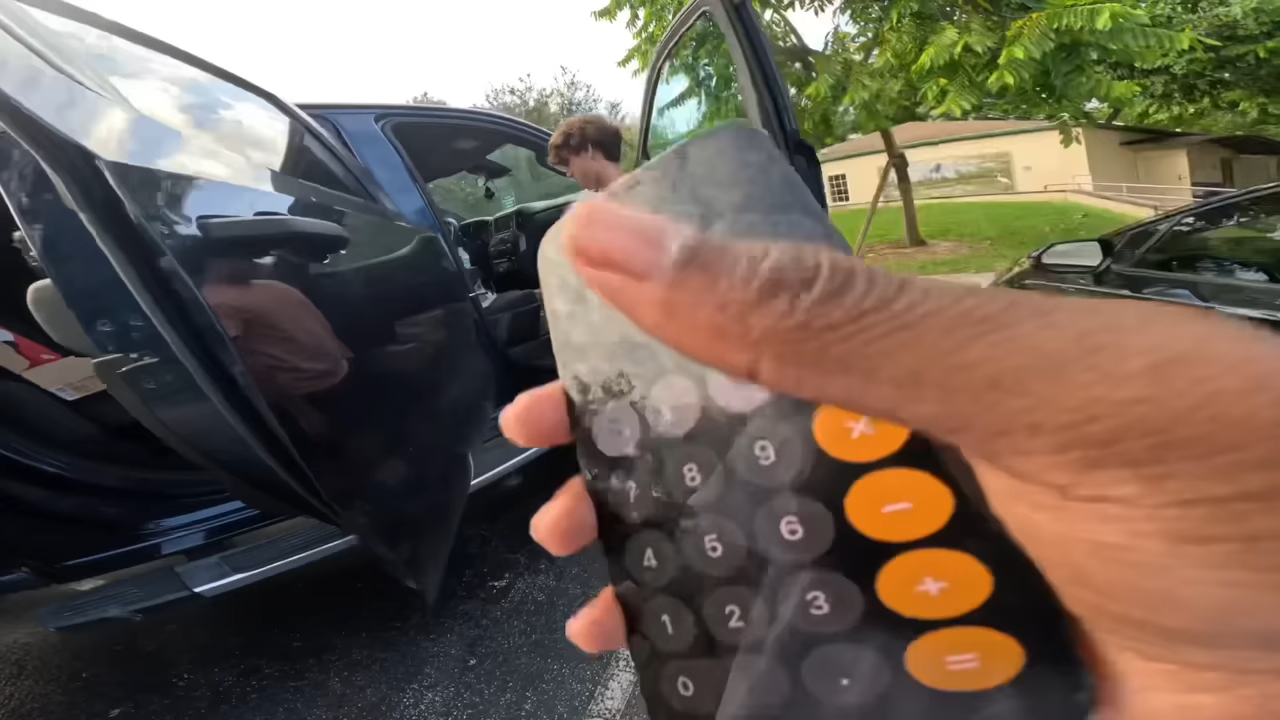 ×
7 8 9 −
4 5 6 +
1 2 3 =
0 .